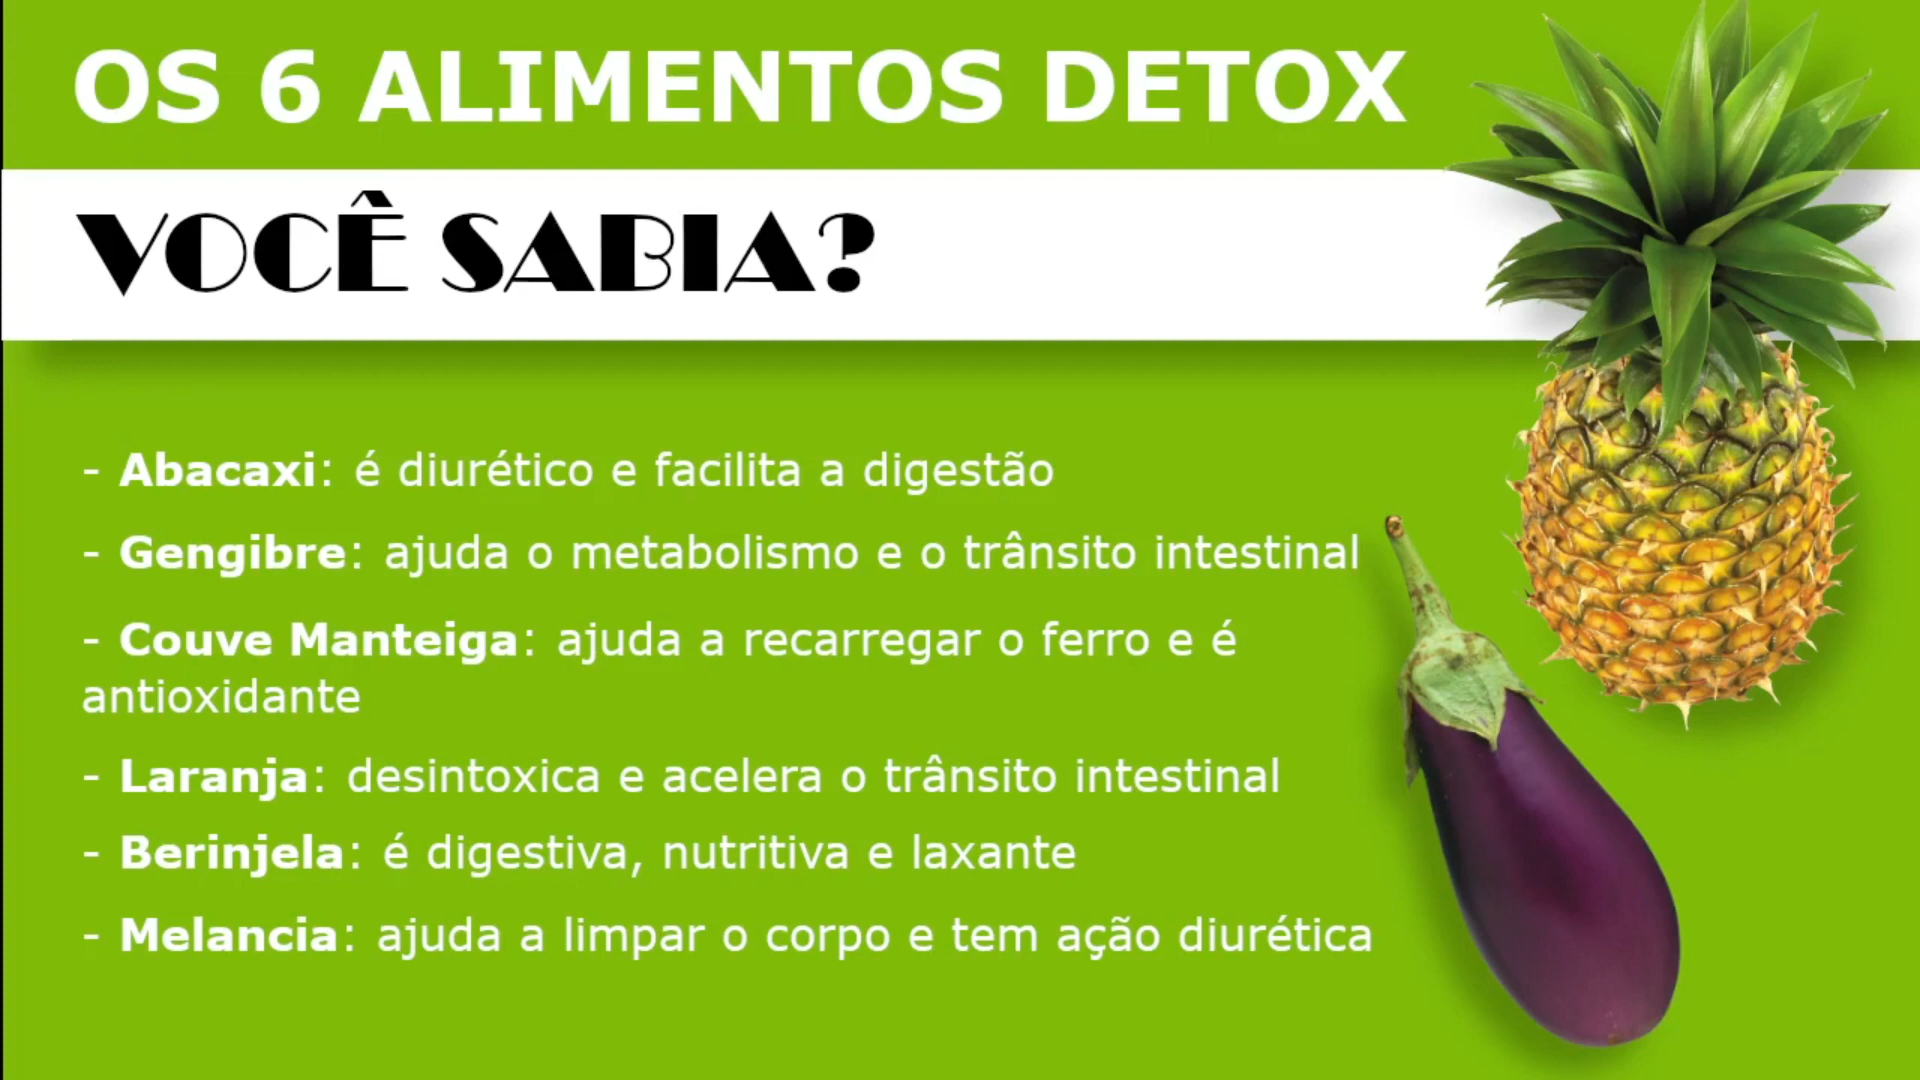 OS 6 ALIMENTOS DETOX
VOCÊ SABIA?
- Abacaxi: é diurético e facilita a digestão
- Gengibre: ajuda o metabolismo e o trânsito intestinal
- Couve Manteiga: ajuda a recarregar o ferro e é
antioxidante
- Laranja: desintoxica e acelera o trânsito intestinal
- Berinjela: é digestiva, nutritiva e laxante
- Melancia: ajuda a limpar o corpo e tem ação diurética